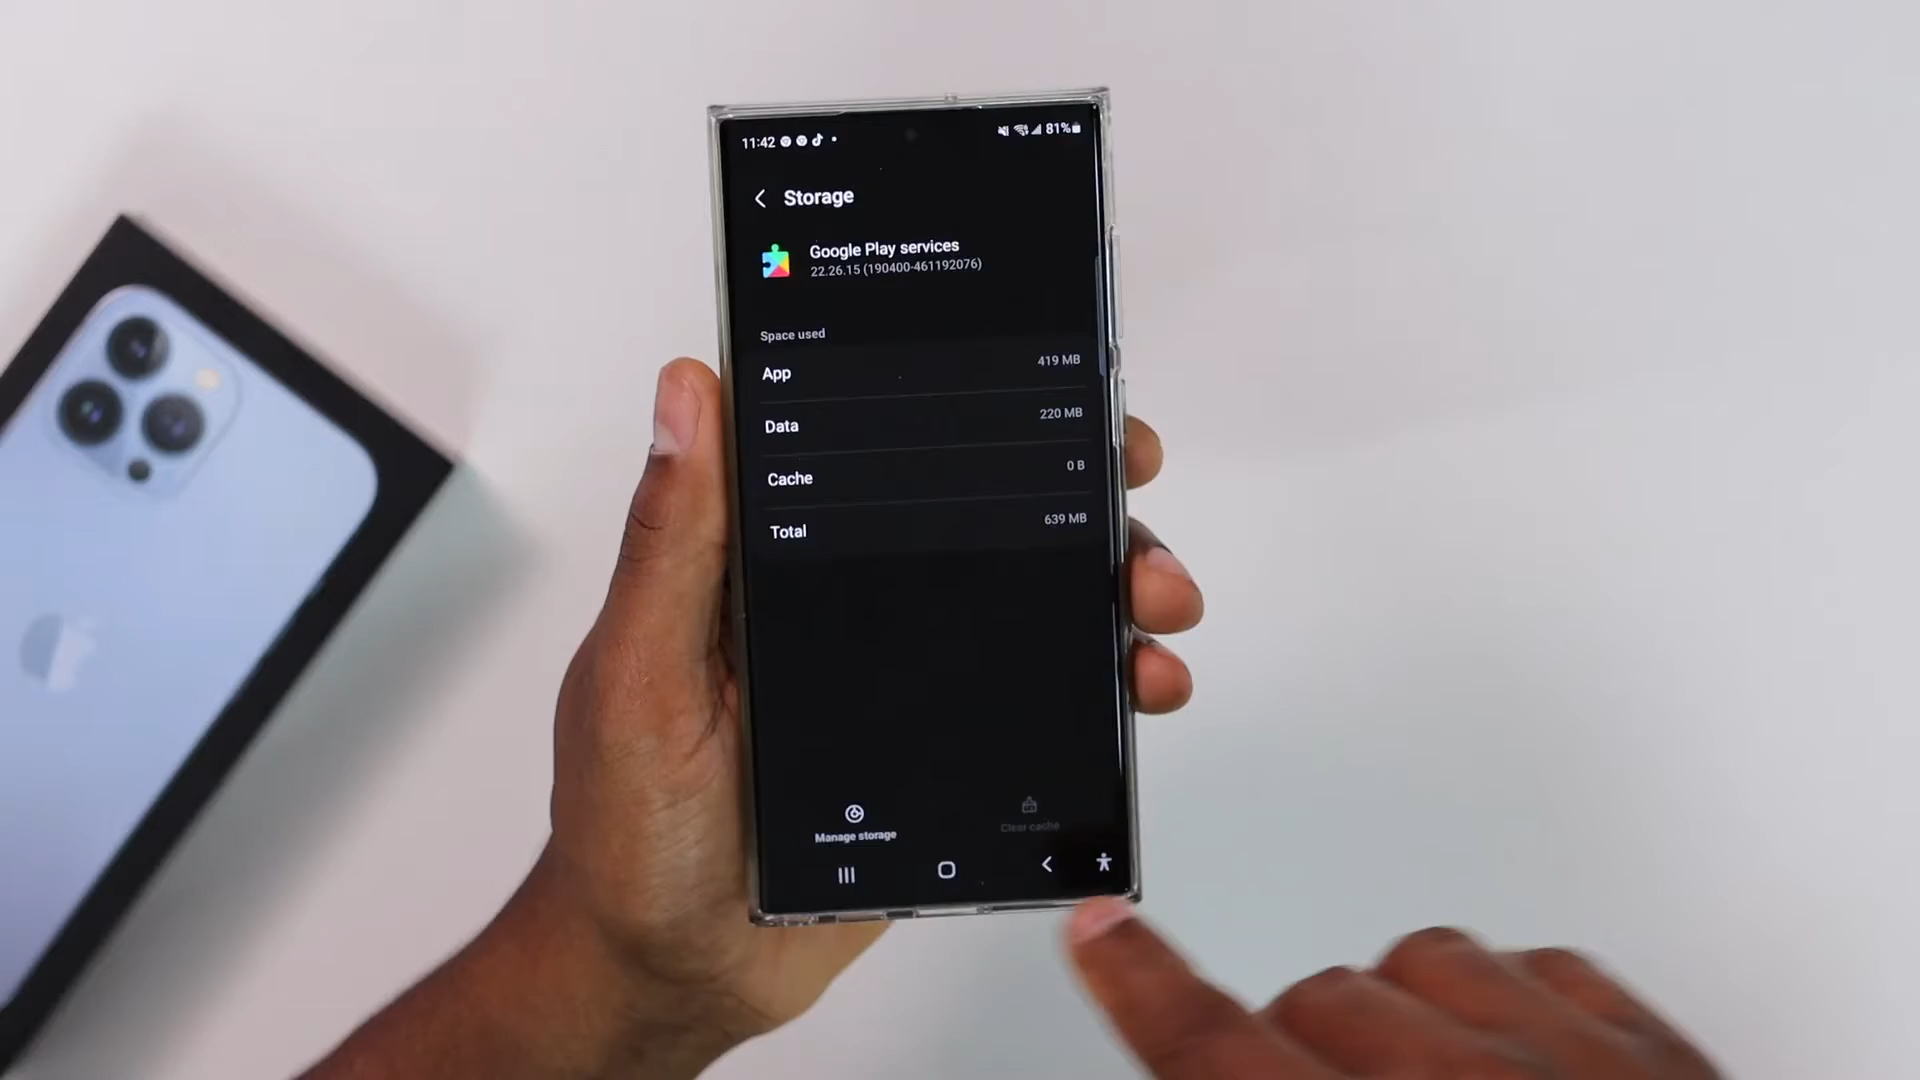 11:42
81%
Storage
Google Play services
22.26.15 (190400-461192076)
Space used
App
419 MB
Data
220 MB
Cache
0 B
Total
639 MB
Manage storage
Clear cache